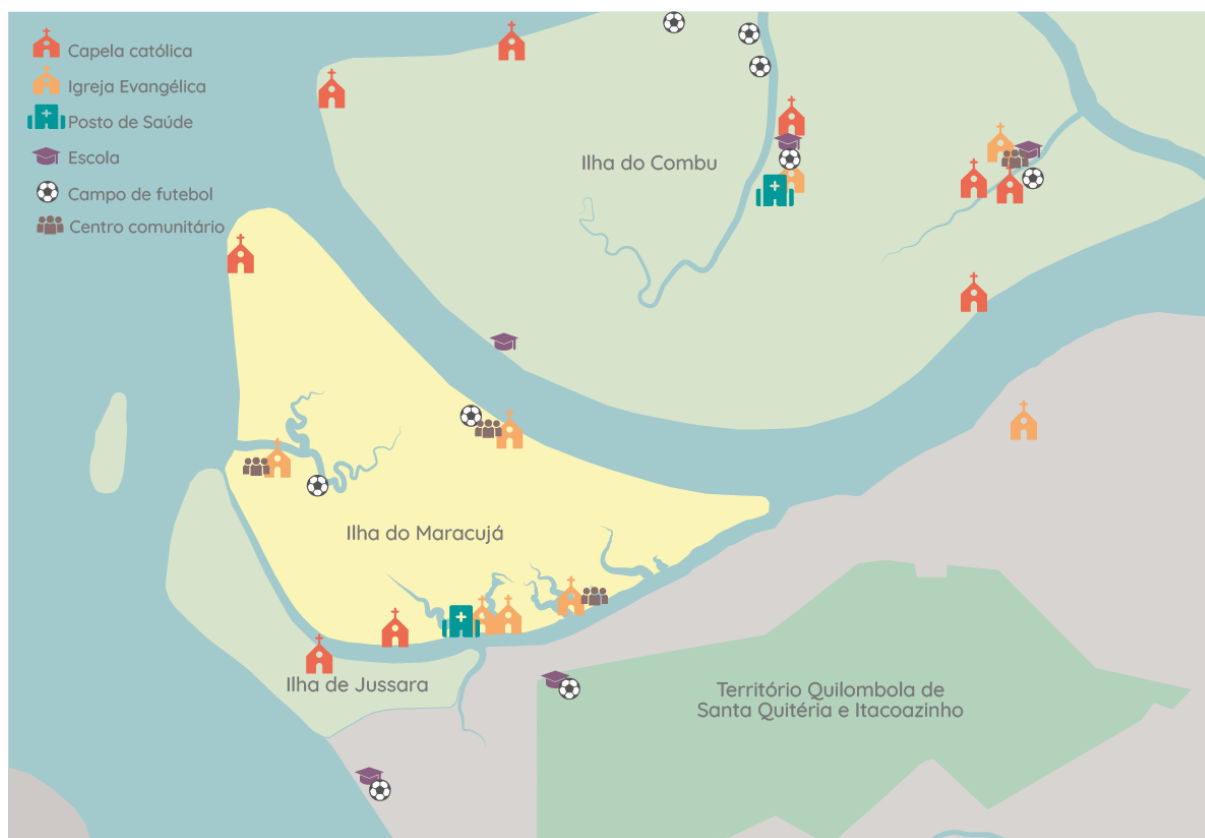 Capela católica
Igreja Evangélica
Posto de Saúde
Escola
Campo de futebol
Centro comunitário
Ilha do Combu
Ilha do Maracujá
Ilha de Jussara
Território Quilombola de
Santa Quitéria e Itacoazinho